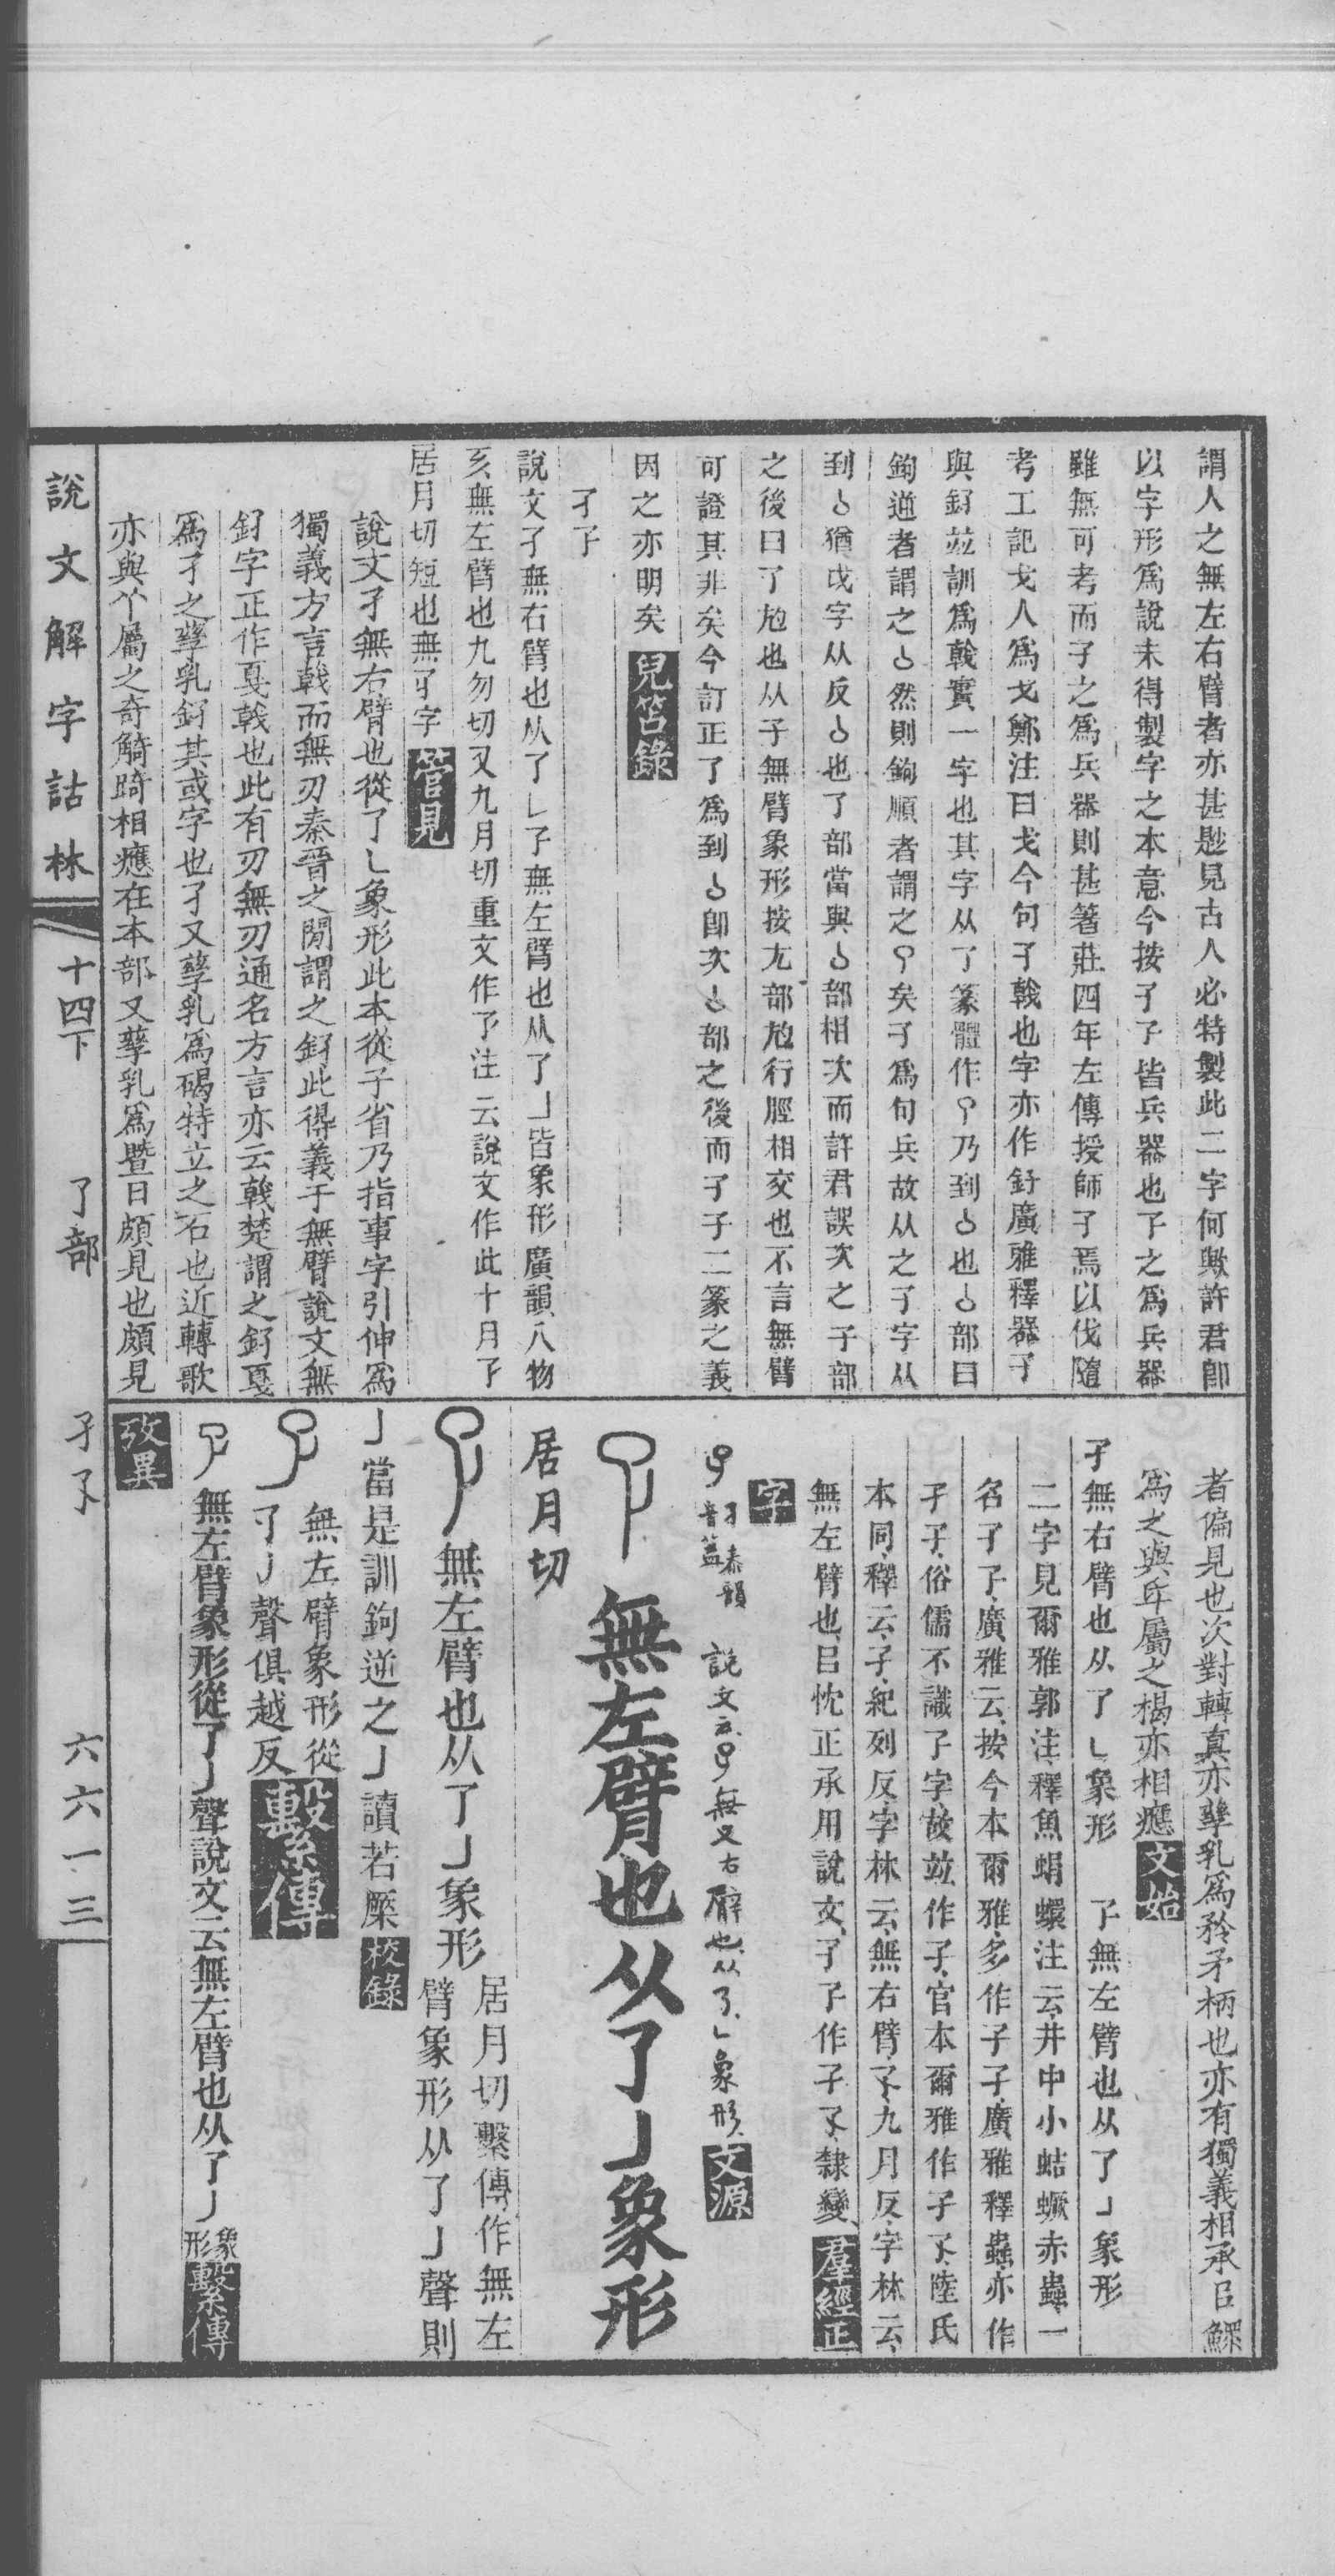 謂人之無左右臂者亦甚尟見古人必特製此二字何歟許君卽
以字形爲說未得製字之本意今按孑孓皆兵器也孓之爲兵器
雖無可考而孑之爲兵器則甚箸莊四年左傳授師孑焉以伐隨
考工記戈人爲戈鄭注曰戈今句孑戟也字亦作釨廣雅釋器孑
與釨竝訓爲戟實一字也其字从了篆體作乃到也部曰
鉤逆者謂之然則鉤順者謂之矣孑爲句兵故从之孑字从
到猶戉字从反也了部當與部相次而許君誤次之子部
之後曰了尥也从子無臂象形按尢部尥行脛相交也不言無臂
可證其非矣今訂正了爲到卽次部之後而孑孓二篆之義
因之亦明矣 兒笘錄
孑孓
說文孑無右臂也从了乚孓無左臂也从了亅皆象形廣韻八物
亥無左臂也九勿切又九月切重文作孓注云說文作此十月孓
居月切短也無孒字 管見
說文孑無右臂也從了乚象形此本從子省乃指事字引伸爲
獨義方言戟而無刃秦晉之閒謂之釨此得義于無臂說文無
釨字正作戛戟也此有刃無刃通名方言亦云戟楚謂之釨戛
爲孑之孳乳釨其或字也孑又孳乳爲碣特立之石也近轉歌
亦與屬之奇觭踦相應在本部又孳乳爲暨日頗見也頗見
者偏見也次對轉真亦孳乳爲矜矛柄也亦有獨義相承㠯鰥
爲之與乒屬之楬亦相應 文始
孑無右臂也从了乚象形 孓無左臂也从了亅象形
二字見爾雅郭注釋魚蜎蠉注云井中小蛣蟩赤蟲一
名孑孓廣雅云按今本爾雅多作孑孑廣雅釋蟲亦作
孑孑俗儒不識孓字故竝作孑官本爾雅作孑孓陸氏
本同釋云孑紀列反字林云無右臂孓九月反字林云
無左臂也㠯忱正承用說文孑孓作孑孓隸變 羣經正
字
孑音蓋泰韻 說文云無又右臂也从了乚象形 文源
無左臂也从了亅象形
居月切
無左臂也从了亅象形 居月切繫傳作無左
臂象形从了亅聲則
亅當是訓鉤逆之亅讀若橜 校錄
無左臂象形從
了亅聲俱越反 繫傳
無左臂象形從了亅聲說文云無左臂也从了亅象形 繫傳
攷異
說文解字詁林 十四下 了部 孑孓 六六一三